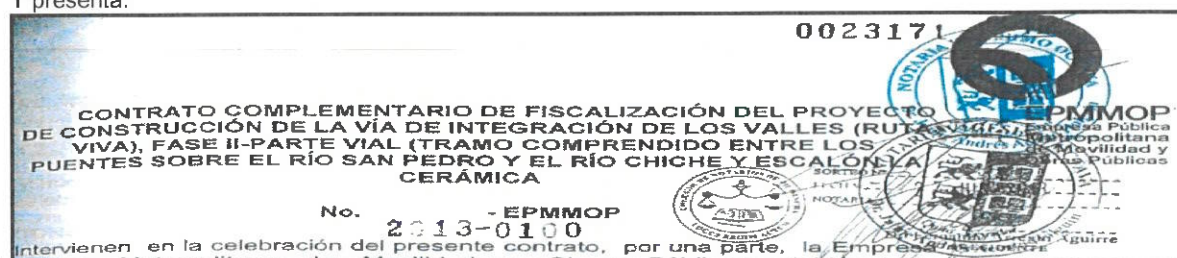 Y presenta:
0023171
CONTRATO COMPLEMENTARIO DE FISCALIZACIÓN DEL PROYECTO
DE CONSTRUCCIÓN DE LA VÍA DE INTEGRACIÓN DE LOS VALLES (RUTA
VIVA), FASE II-PARTE VIAL (TRAMO COMPRENDIDO ENTRE LOS
PUENTES SOBRE EL RÍO SAN PEDRO Y EL RÍO CHICHE Y ESCALÓN LA
CERÁMICA
EPMMOP
Empresa Pública
Metropolitana
de Movilidad y
Obras Públicas
NOTARIA
No. - EPMMOP
2013-0100
Intervienen en la celebración del presente contrato, por una parte, la Empresa
Aguirre